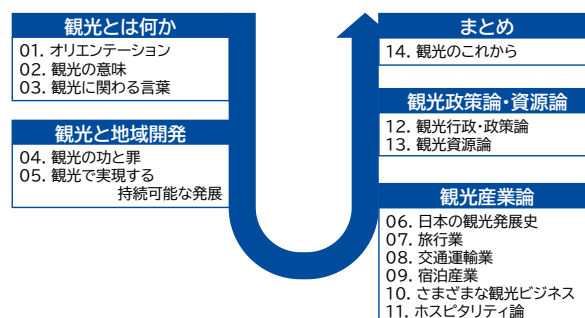 観光とは何か
01. オリエンテーション
02. 観光の意味
03. 観光に関わる言葉
観光と地域開発
04. 観光の功と罪
05. 観光で実現する
持続可能な発展
観光産業論
06. 日本の観光発展史
07. 旅行業
08. 交通運輸業
09. 宿泊産業
10. さまざまな観光ビジネス
11. ホスピタリティ論
観光政策論・資源論
12. 観光行政・政策論
13. 観光資源論
まとめ
14. 観光のこれから